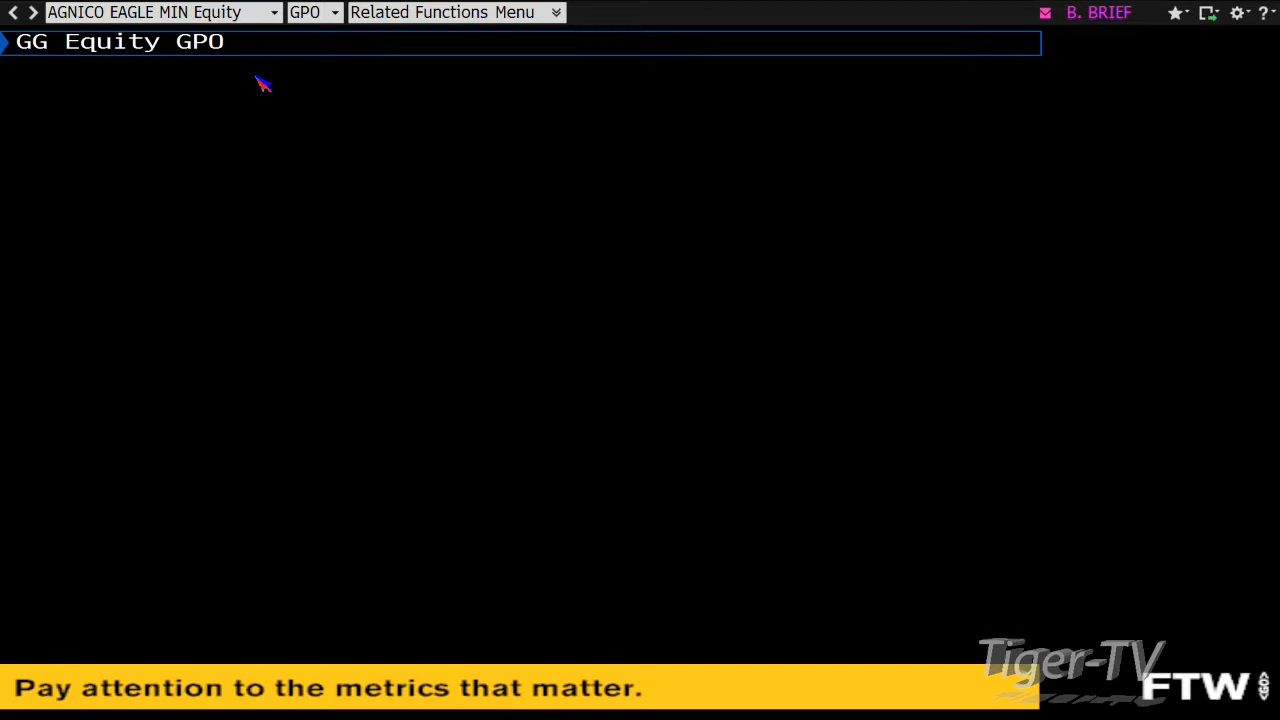 AGNICO EAGLE MIN Equity GPO Related Functions Menu B. BRIEF ?
GG Equity GPO
Tiger-TV
Pay attention to the metrics that matter. FTW